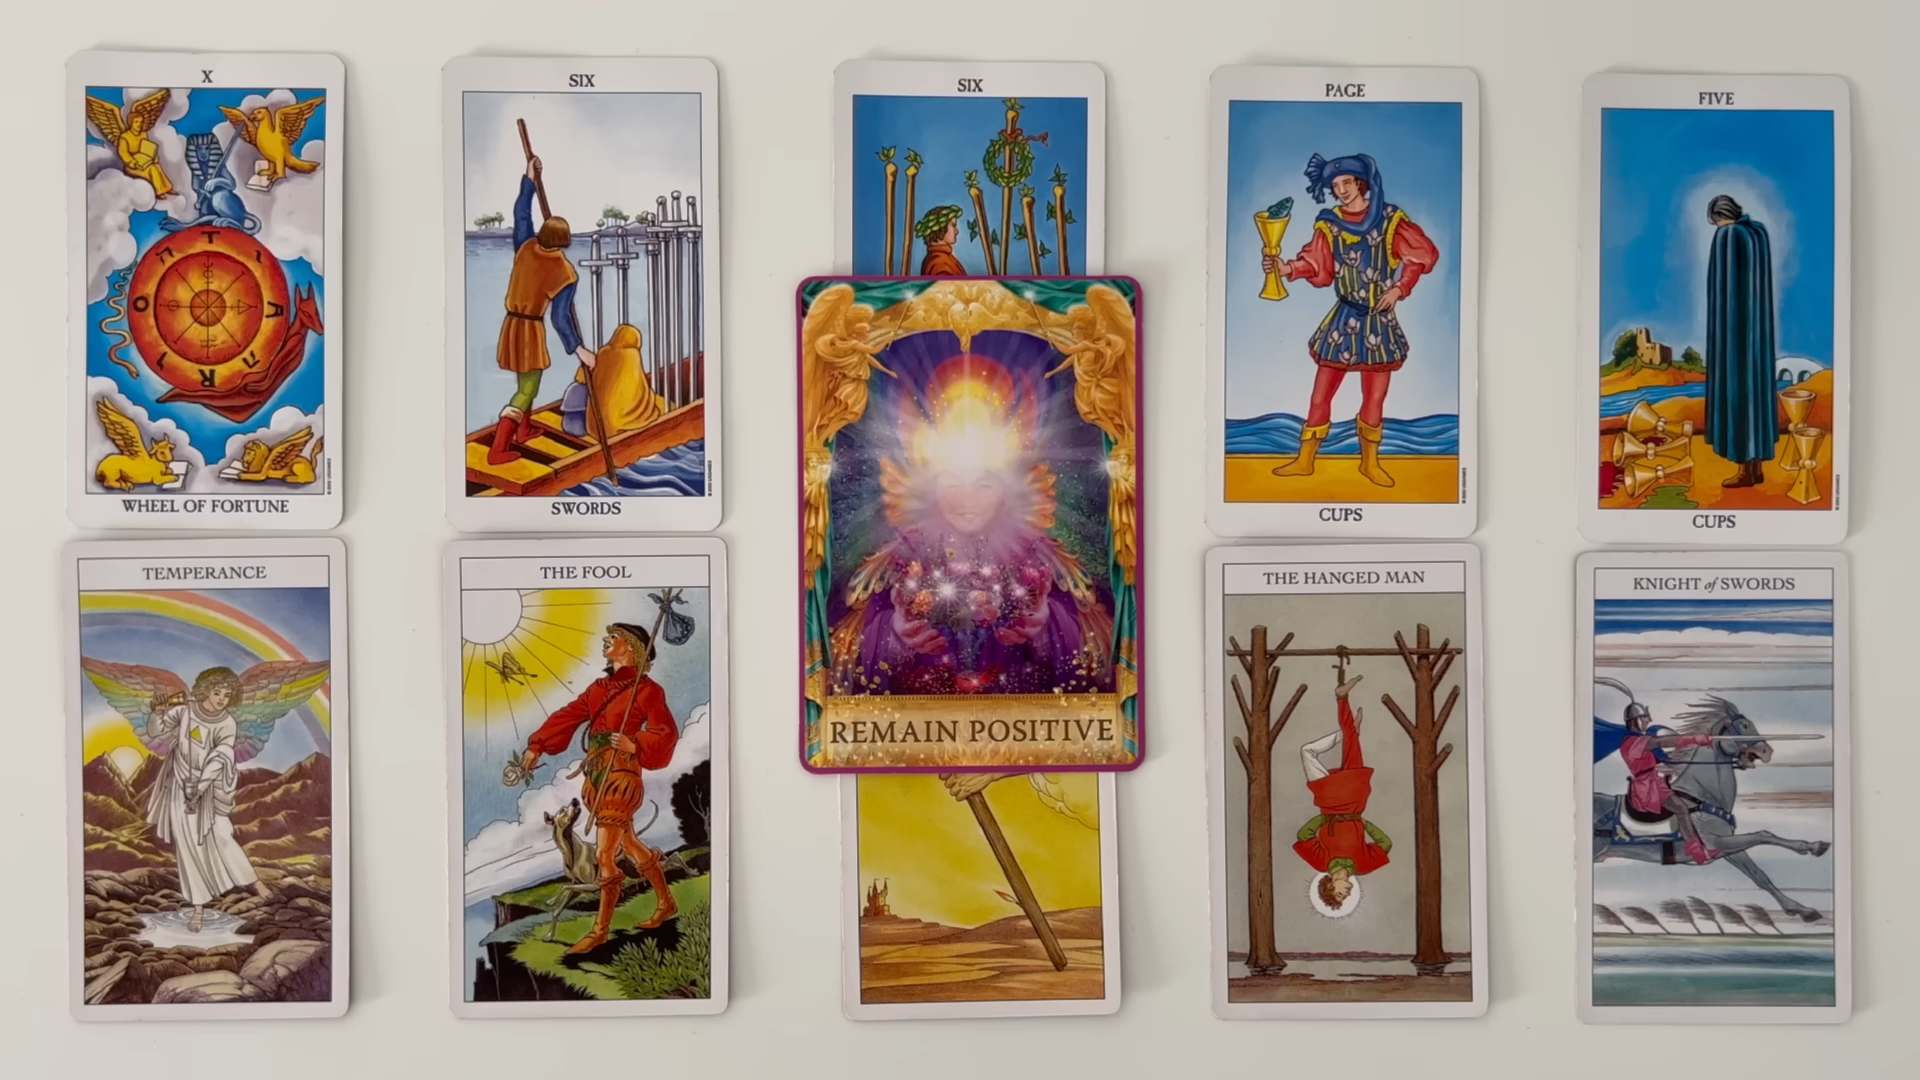 X
WHEEL OF FORTUNE
SIX
SWORDS
SIX
PAGE
CUPS
FIVE
CUPS
TEMPERANCE
THE FOOL
REMAIN POSITIVE
THE HANGED MAN
KNIGHT of SWORDS
T
A
R
O